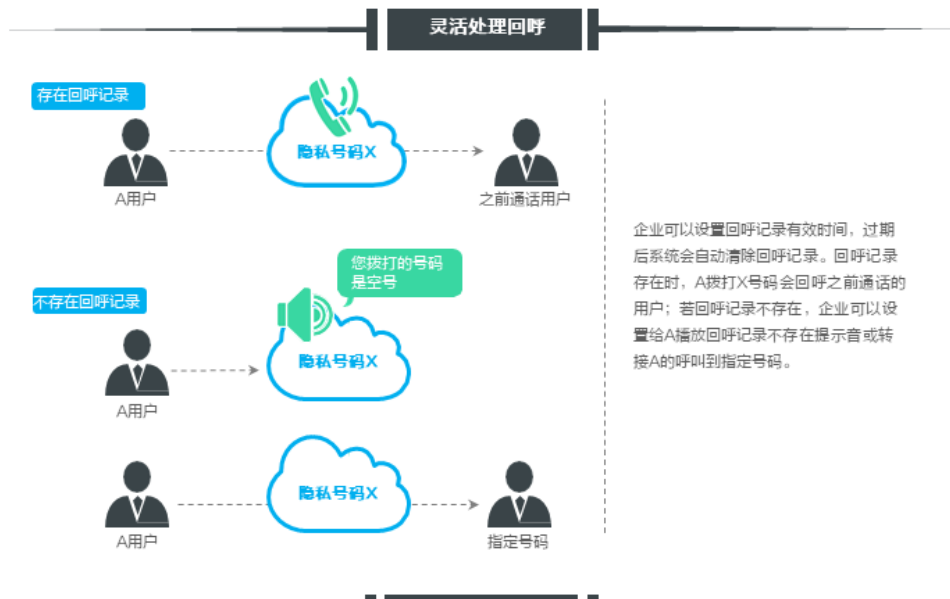 灵活处理回呼
存在回呼记录
隐私号码X
A用户
之前通话用户
您拨打的号码
是空号
不存在回呼记录
隐私号码X
A用户
隐私号码X
A用户
指定号码
企业可以设置回呼记录有效时间，过期
后系统会自动清除回呼记录。回呼记录
存在时，A拨打X号码会回呼之前通话的
用户；若回呼记录不存在，企业可以设
置给A播放回呼记录不存在提示音或转
接A的呼叫到指定号码。